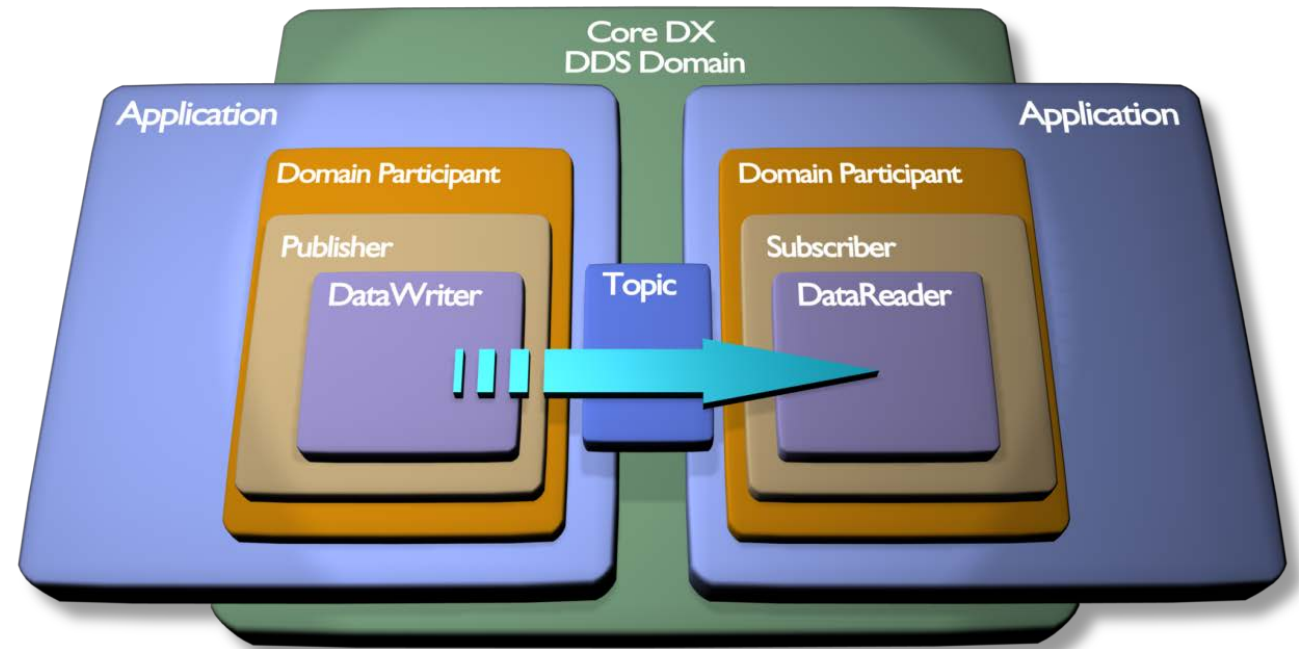 Core DX
DDS Domain
Application
Application
Domain Participant
Domain Participant
Publisher
Subscriber
DataWriter
Topic
DataReader